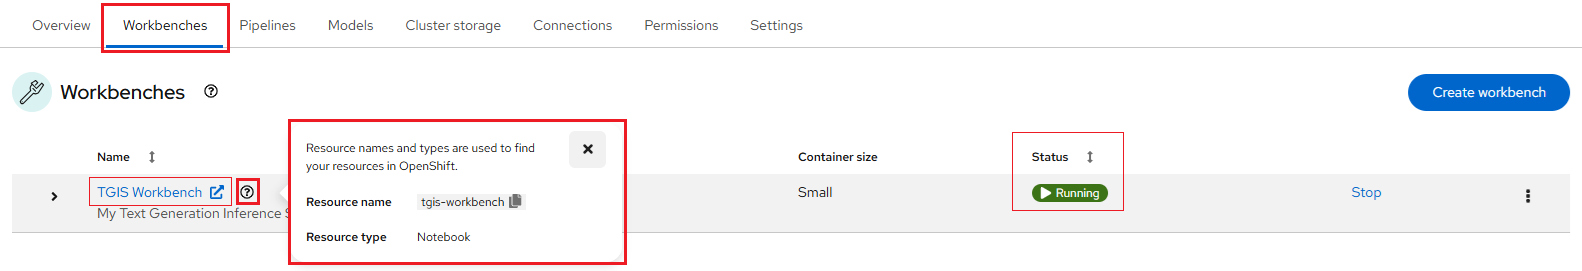 Overview Workbenches Pipelines Models Cluster storage Connections Permissions Settings
Workbenches
Create workbench
Name Container size Status
TGIS Workbench Small Running Stop
My Text Generation Inference
Resource names and types are used to find
your resources in OpenShift.
Resource name tgis-workbench
Resource type Notebook